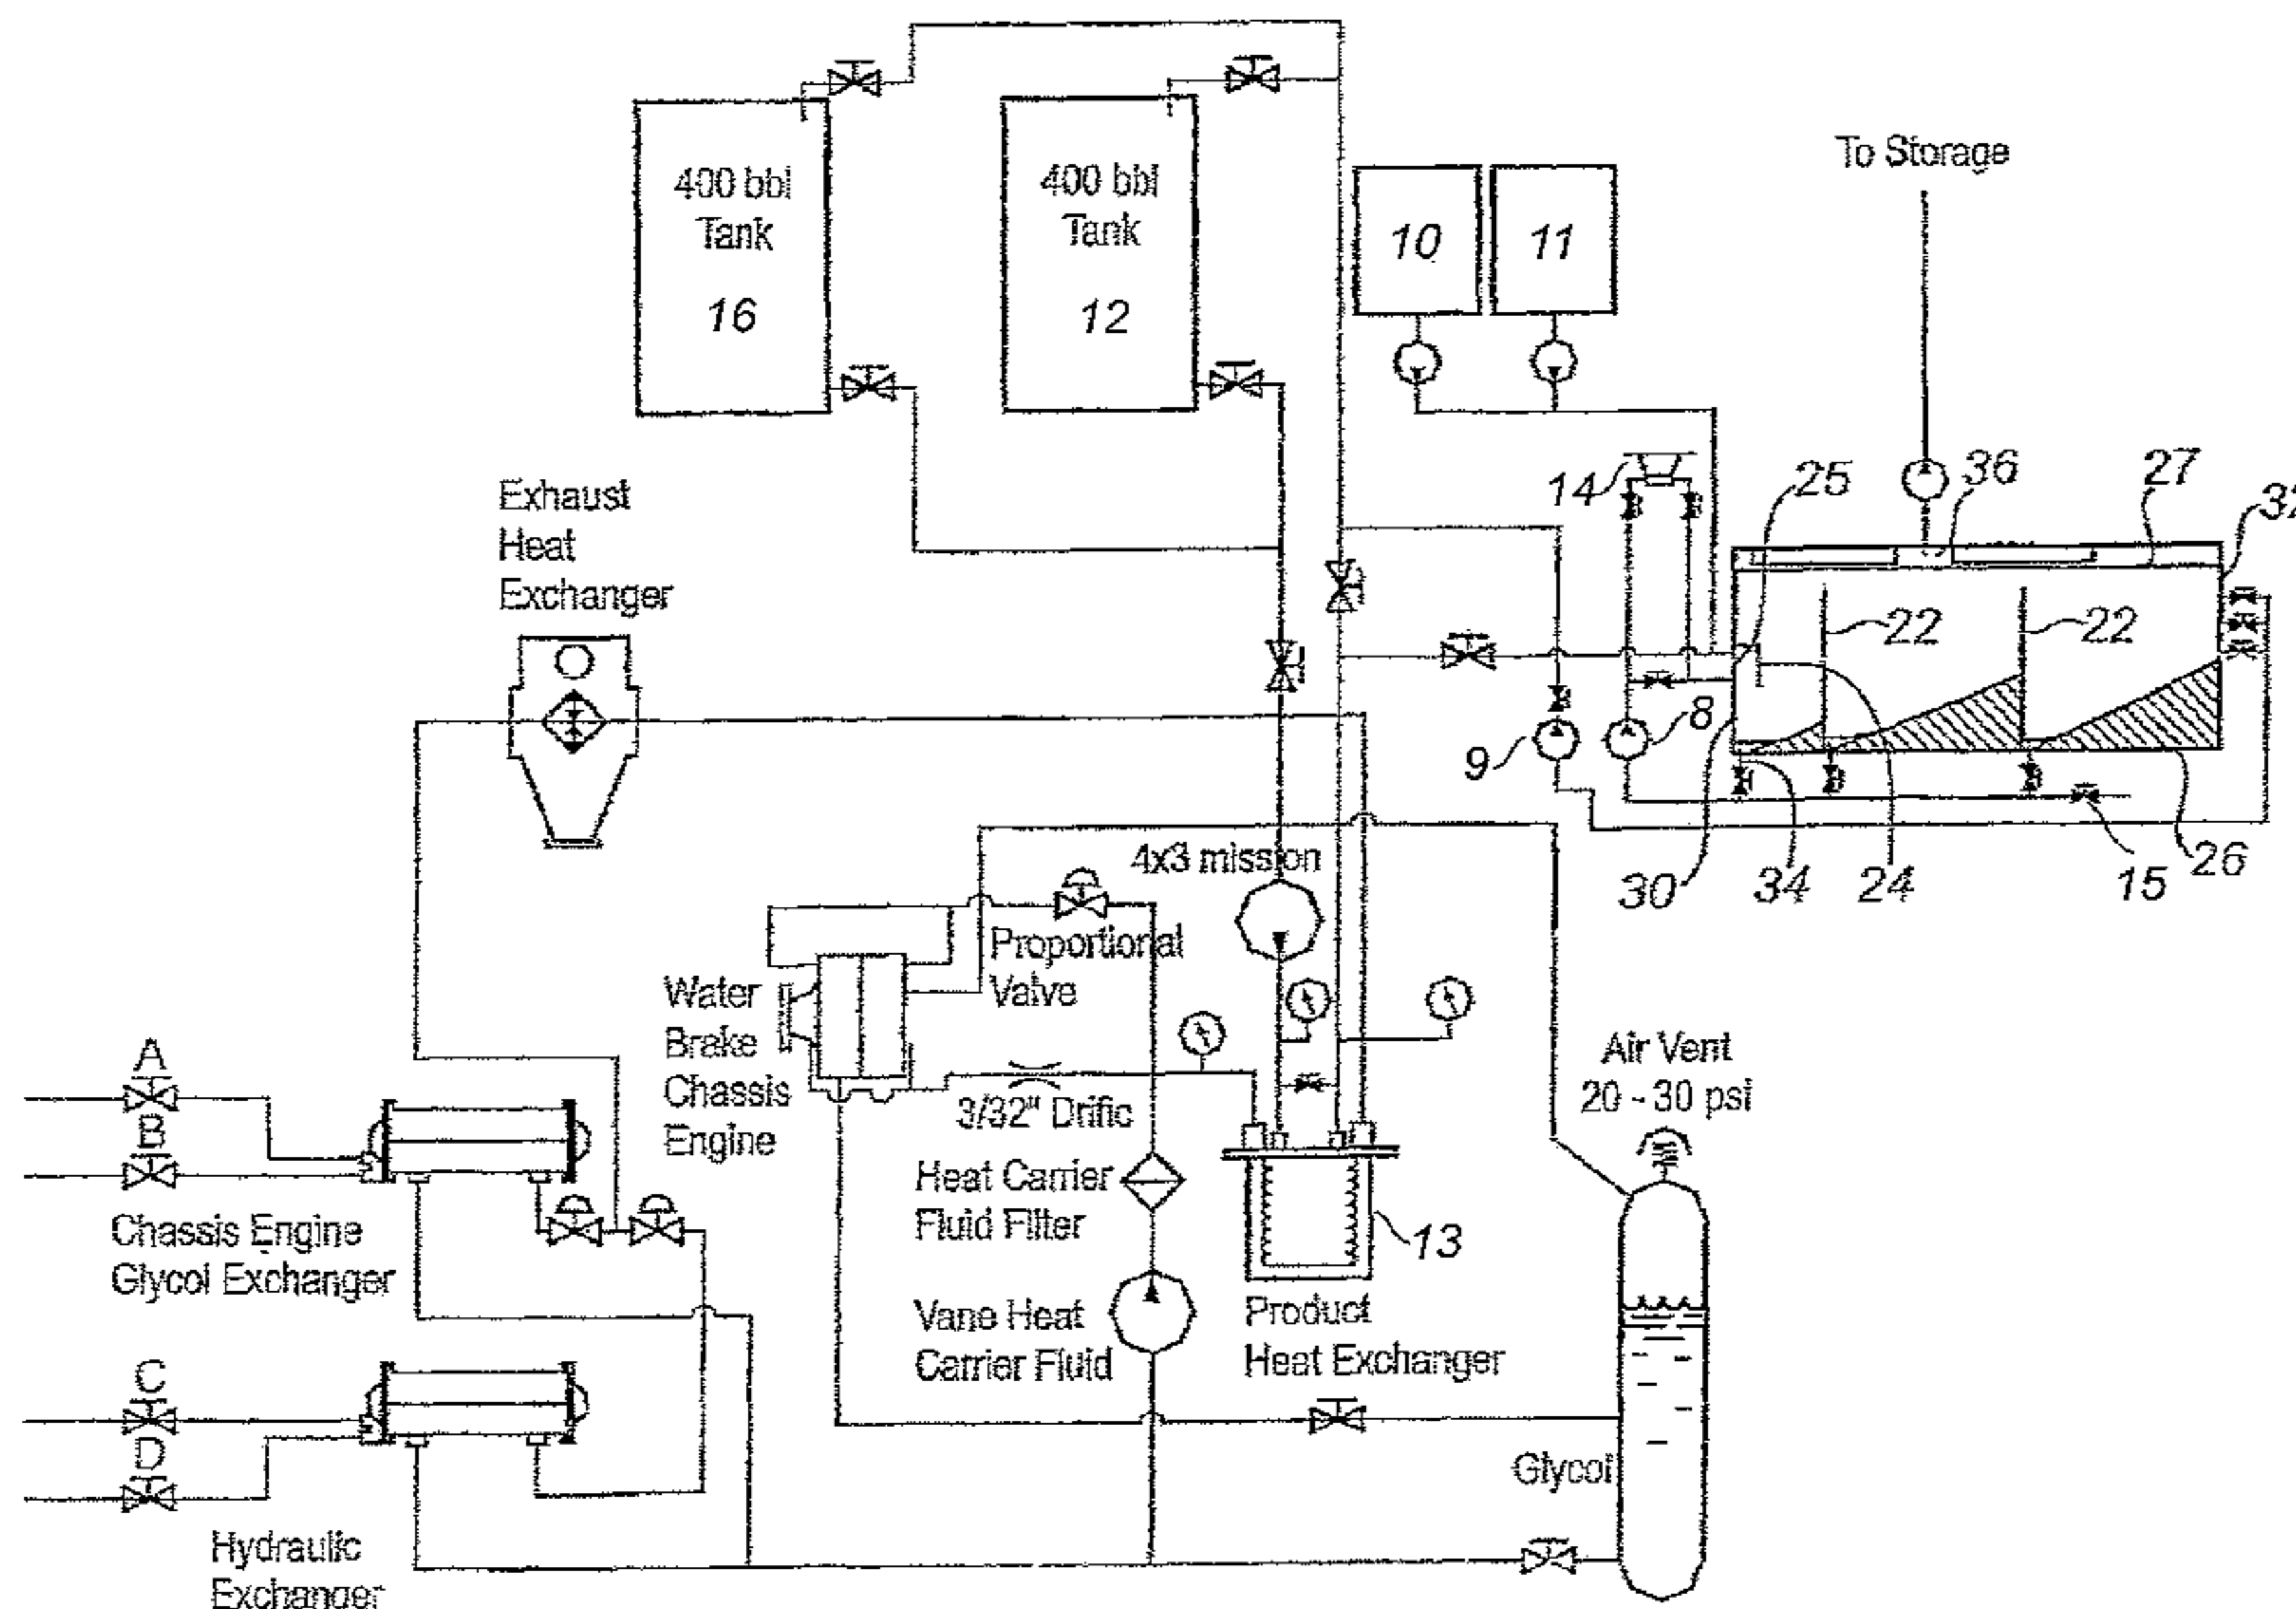 To Storage
400 bbl
Tank
16
400 bbl
Tank
12
10
11
14
25
36
27
32
Exhaust
Heat
Exchanger
22
22
9
8
30
34
24
15
26
4x3 mission
Proportional
Valve
Water
Brake
Chassis
Engine
3/32" Drific
Air Vent
20 - 30 psi
A
B
Chassis Engine
Glycol Exchanger
Heat Carrier
Fluid Filter
13
Vane Heat
Carrier Fluid
Product
Heat Exchanger
C
D
Glycol
Hydraulic
Exchanger